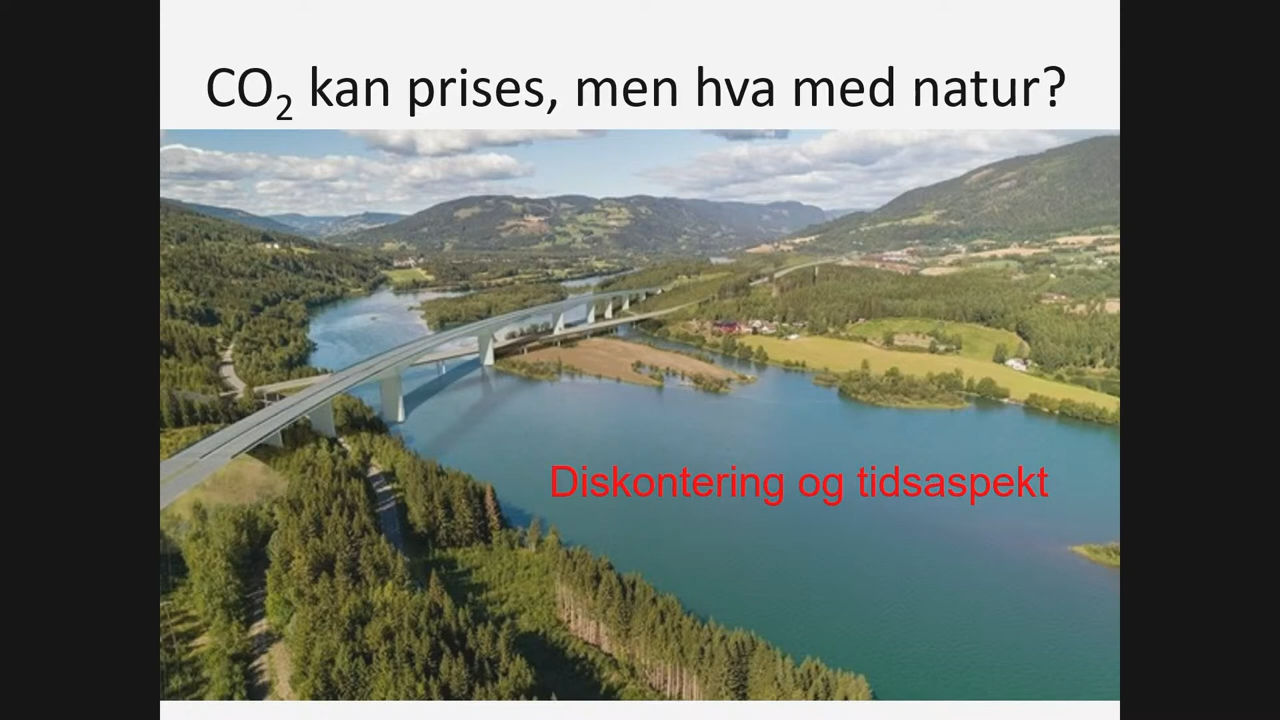 CO₂ kan prises, men hva med natur?
Diskontering og tidsaspekt